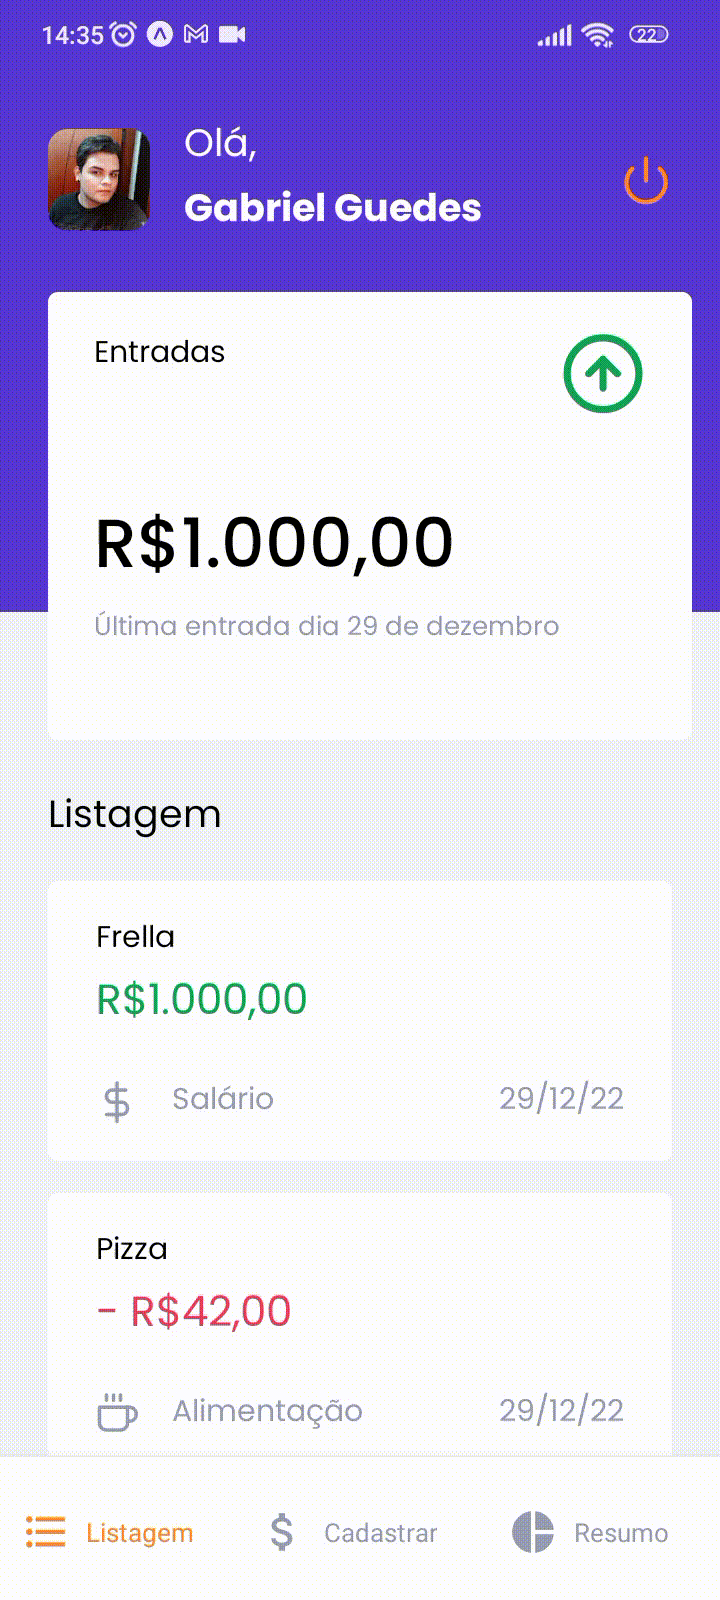 14:35 22
Olá,
Gabriel Guedes
Entradas
R$1.000,00
Última entrada dia 29 de dezembro
Listagem
Frella
R$1.000,00
Salário 29/12/22
Pizza
- R$42,00
Alimentação 29/12/22
Listagem Cadastrar Resumo